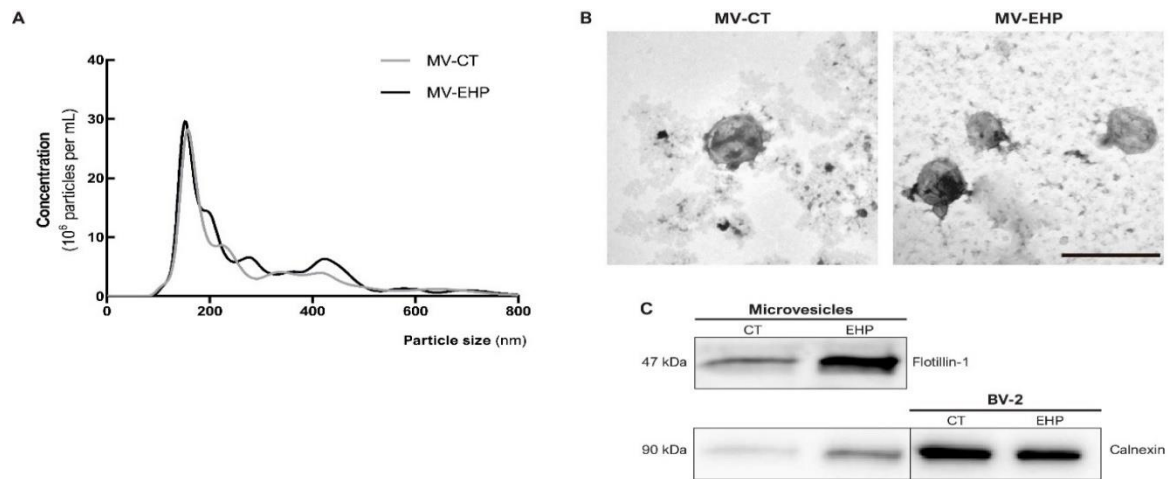 A
MV-CT
MV-EHP
Concentration
(10⁶ particles per mL)
40
30
20
10
0
0 200 400 600 800
Particle size (nm)
B
MV-CT MV-EHP
C
Microvesicles
CT EHP
47 kDa Flotillin-1
BV-2
CT EHP
90 kDa Calnexin